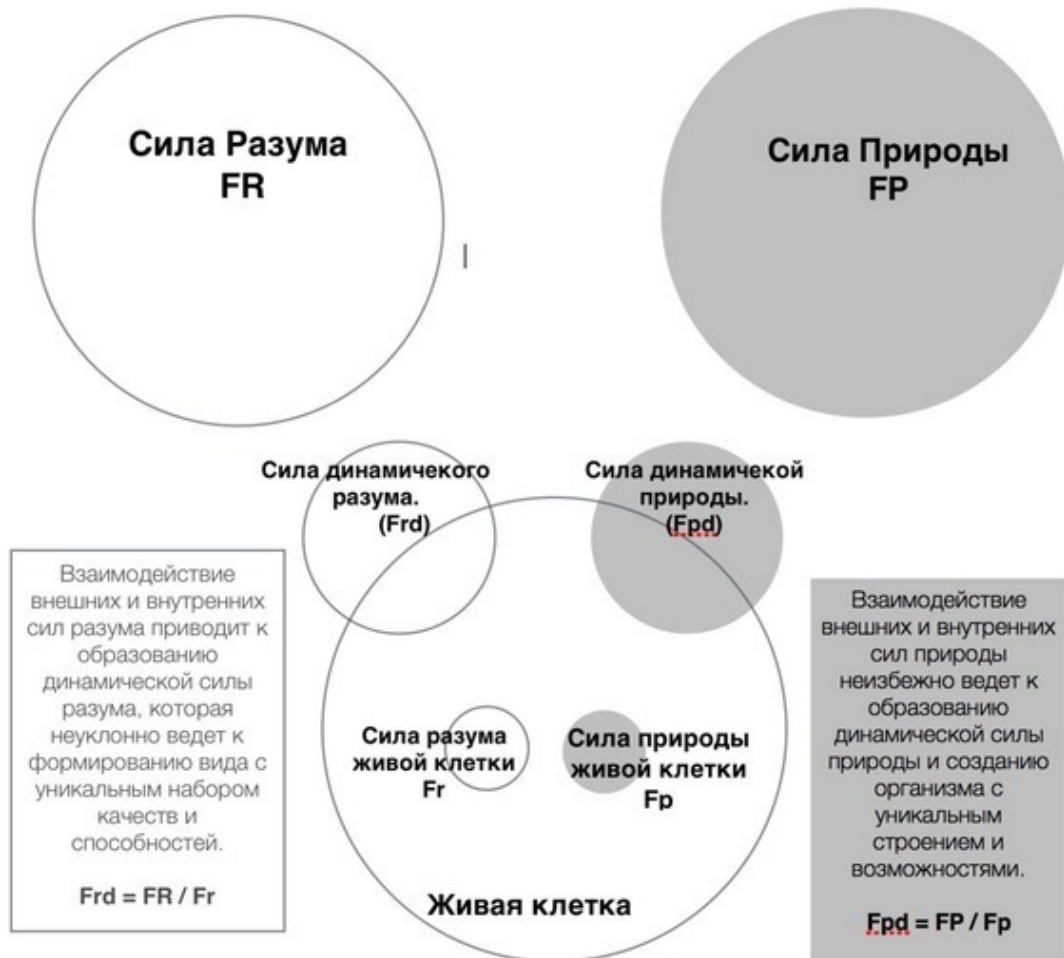 Сила Разума
FR
Сила Природы
FP
Сила динамичекого
разума.
(Frd)
Сила динамичекой
природы.
(Fpd)
Взаимодействие
внешних и внутренних
сил разума приводит к
образованию
динамической силы
разума, которая
неуклонно ведет к
формированию вида с
уникальным набором
качеств и
способностей.
Frd = FR / Fr
Сила разума
живой клетки
Fr
Сила природы
живой клетки
Fp
Живая клетка
Взаимодействие
внешних и внутренних
сил природы
неизбежно ведет к
образованию
динамической силы
природы и созданию
организма с
уникальным
строением и
возможностями.
Fpd = FP / Fp